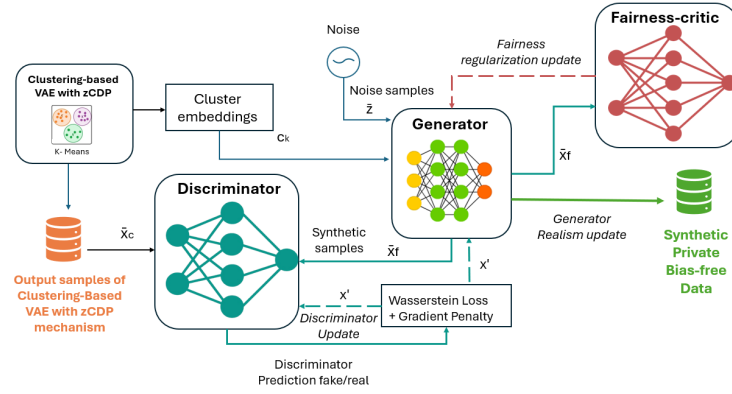 Fairness-critic
Noise
Fairness
regularization update
Clustering-based
VAE with zCDP
K- Means
Cluster
embeddings
Noise samples
z̄
cₖ
Generator
x̄f
Discriminator
Synthetic
samples
x̄f
x̄c
Generator
Realism update
Synthetic
Private
Bias-free
Data
Output samples of
Clustering-Based
VAE with zCDP
mechanism
x'
x'
Discriminator
Update
Wasserstein Loss
+ Gradient Penalty
Discriminator
Prediction fake/real